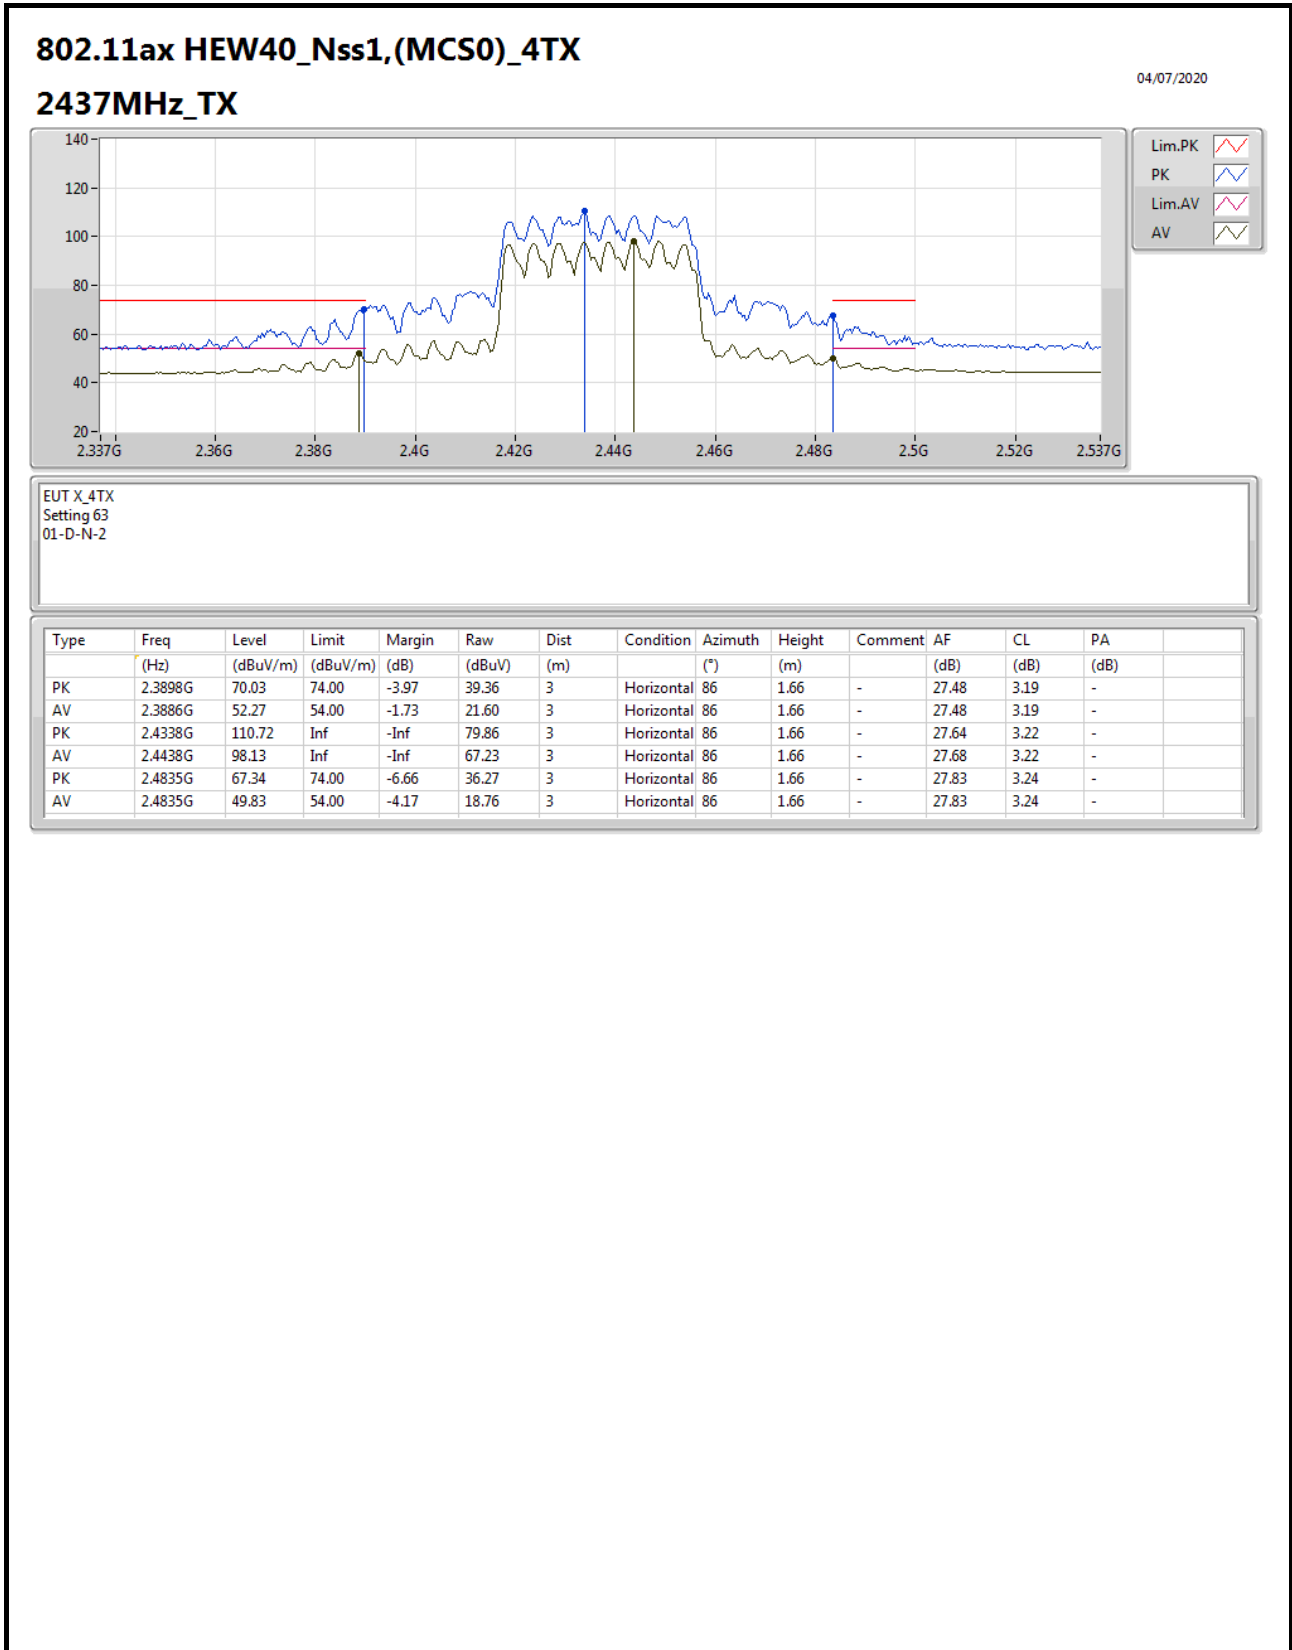 802.11ax HEW40_Nss1,(MCS0)_4TX
04/07/2020
2437MHz_TX
140
120
100
80
60
40
20
2.337G 2.36G 2.38G 2.4G 2.42G 2.44G 2.46G 2.48G 2.5G 2.52G 2.537G
Lim.PK
PK
Lim.AV
AV
EUT X_4TX
Setting 63
01-D-N-2
Type Freq Level Limit Margin Raw Dist Condition Azimuth Height Comment AF CL PA
(Hz) (dBuV/m) (dBuV/m) (dB) (dBuV) (m) (°) (m) (dB) (dB) (dB)
PK 2.3898G 70.03 74.00 -3.97 39.36 3 Horizontal 86 1.66 - 27.48 3.19 -
AV 2.3886G 52.27 54.00 -1.73 21.60 3 Horizontal 86 1.66 - 27.48 3.19 -
PK 2.4338G 110.72 Inf -Inf 79.86 3 Horizontal 86 1.66 - 27.64 3.22 -
AV 2.4438G 98.13 Inf -Inf 67.23 3 Horizontal 86 1.66 - 27.68 3.22 -
PK 2.4835G 67.34 74.00 -6.66 36.27 3 Horizontal 86 1.66 - 27.83 3.24 -
AV 2.4835G 49.83 54.00 -4.17 18.76 3 Horizontal 86 1.66 - 27.83 3.24 -